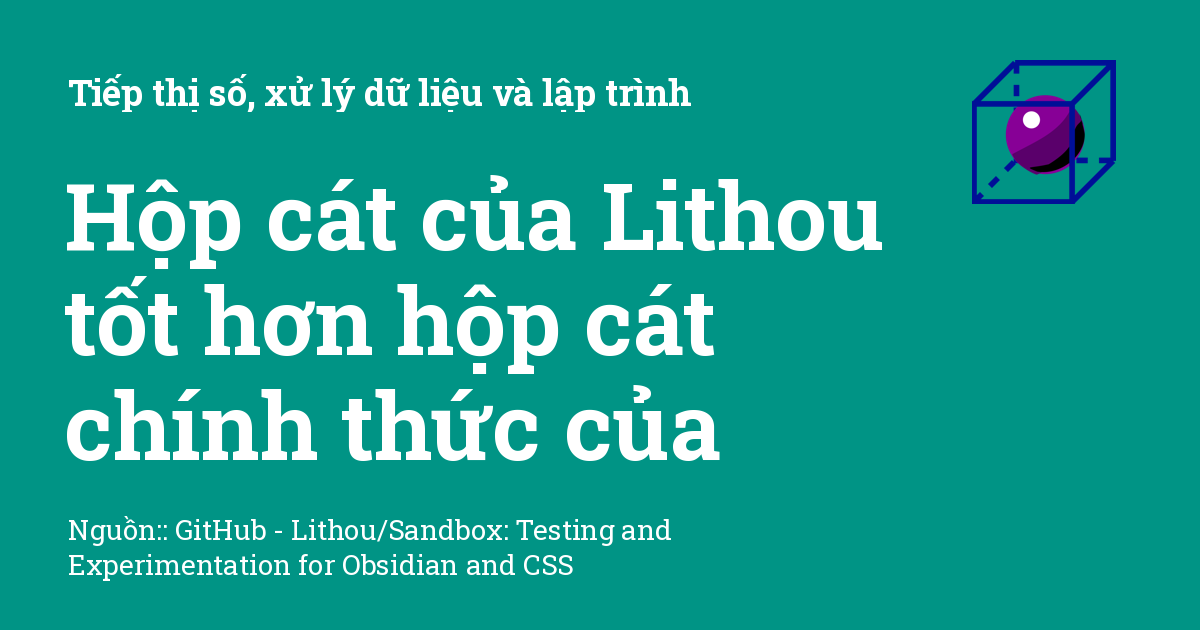 Tiếp thị số, xử lý dữ liệu và lập trình
Hộp cát của Lithou
tốt hơn hộp cát
chính thức của
Nguồn:: GitHub - Lithou/Sandbox: Testing and
Experimentation for Obsidian and CSS